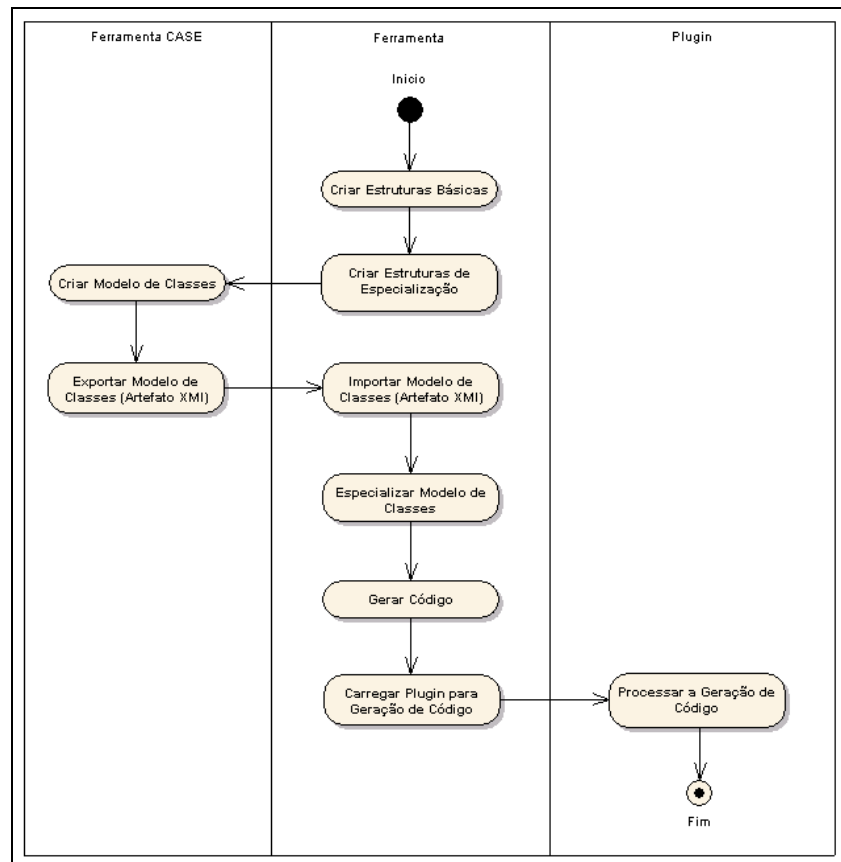 Ferramenta CASE
Ferramenta
Plugin
Inicio
Criar Estruturas Básicas
Criar Estruturas de
Especialização
Criar Modelo de Classes
Exportar Modelo de
Classes (Artefato XMI)
Importar Modelo de
Classes (Artefato XMI)
Especializar Modelo de
Classes
Gerar Código
Carregar Plugin para
Geração de Código
Processar a Geração de
Código
Fim